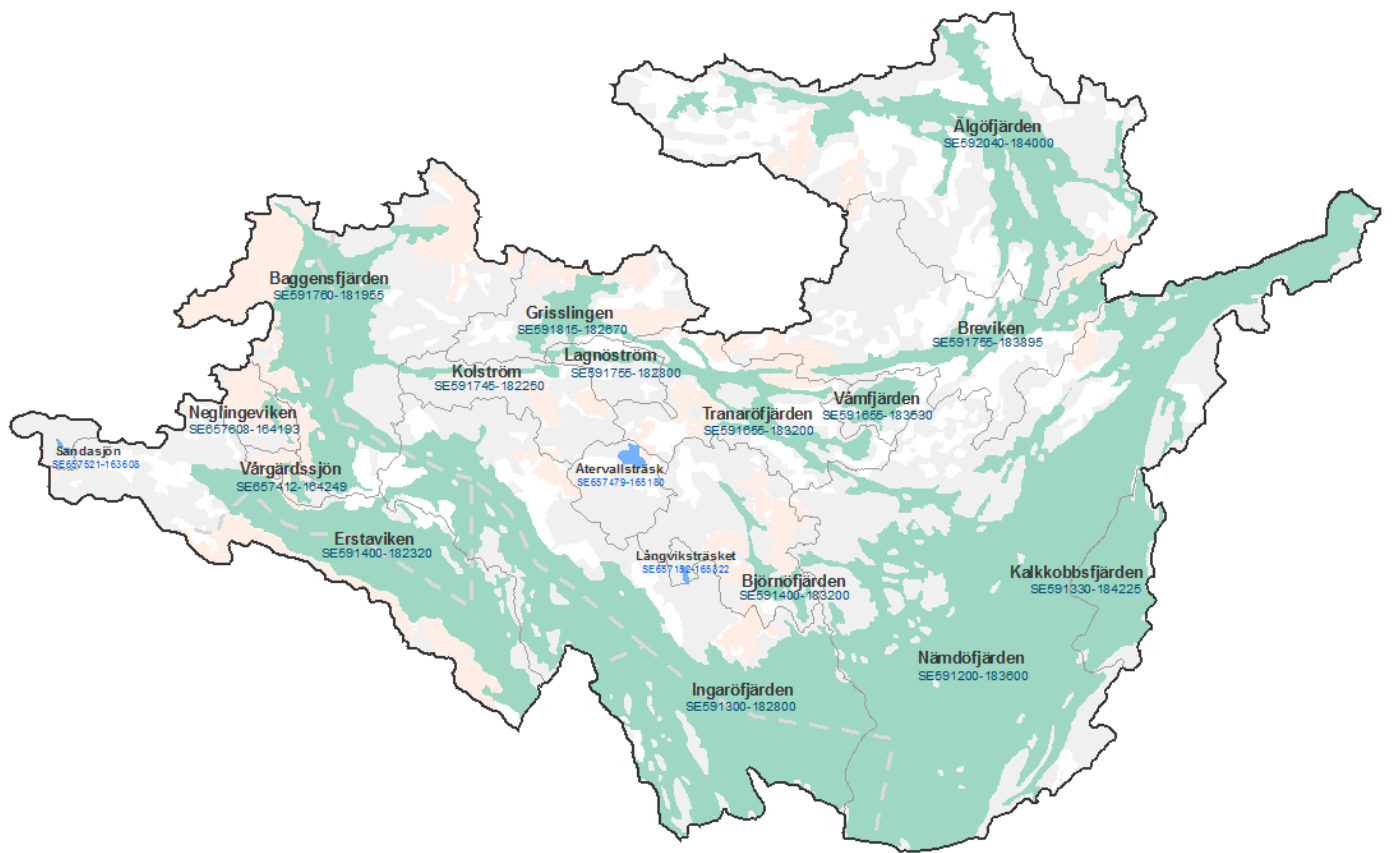 Älgöfjärden
SE592040-184000
Baggensfjärden
SE591760-181955
Grisslingen
SE591815-182670
Breviken
SE591755-183895
Lagnöström
SE591755-182800
Kolström
SE591745-182250
Våmfjärden
SE591655-183530
Neglingeviken
SE657608-164193
Tranaröfjärden
SE591655-183200
Sandasjön
SE657521-163608
Vårgärdssjön
SE657412-164249
Återvallsträsk
SE657479-165180
Erstaviken
SE591400-182320
Långviksträsket
SE657152-165322
Björnöfjärden
SE591400-183200
Kalkkobbsfjärden
SE591330-184225
Nämdöfjärden
SE591200-183600
Ingaröfjärden
SE591300-182800